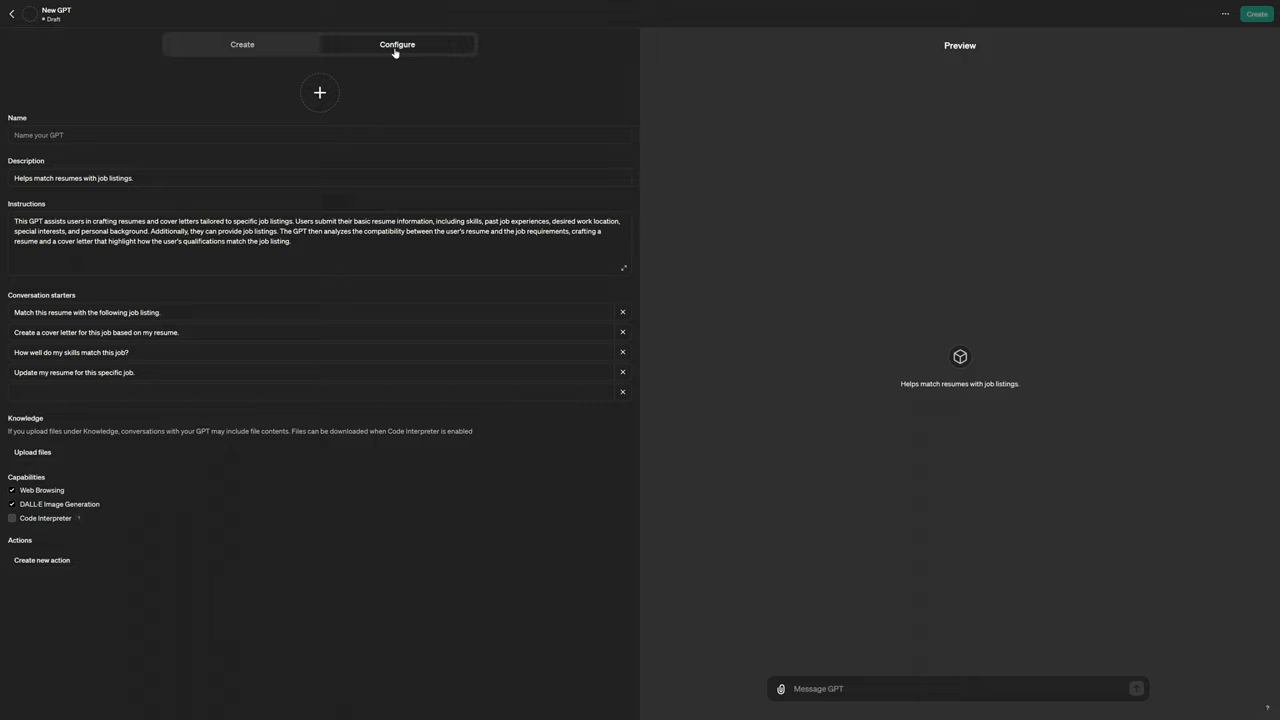 New GPT
Draft
Create
Create
Configure
Preview
Name
Name your GPT
Description
Helps match resumes with job listings.
Instructions
This GPT assists users in crafting resumes and cover letters tailored to specific job listings. Users submit their basic resume information, including skills, past job experiences, desired work location,
special interests, and personal background. Additionally, they can provide job listings. The GPT then analyzes the compatibility between the user's resume and the job requirements, crafting a
resume and a cover letter that highlight how the user's qualifications match the job listing.
Conversation starters
Match this resume with the following job listing.
Create a cover letter for this job based on my resume.
How well do my skills match this job?
Update my resume for this specific job.
Helps match resumes with job listings.
Knowledge
If you upload files under Knowledge, conversations with your GPT may include file contents. Files can be downloaded when Code Interpreter is enabled
Upload files
Capabilities
Web Browsing
DALL·E Image Generation
Code Interpreter ?
Actions
Create new action
Message GPT
?